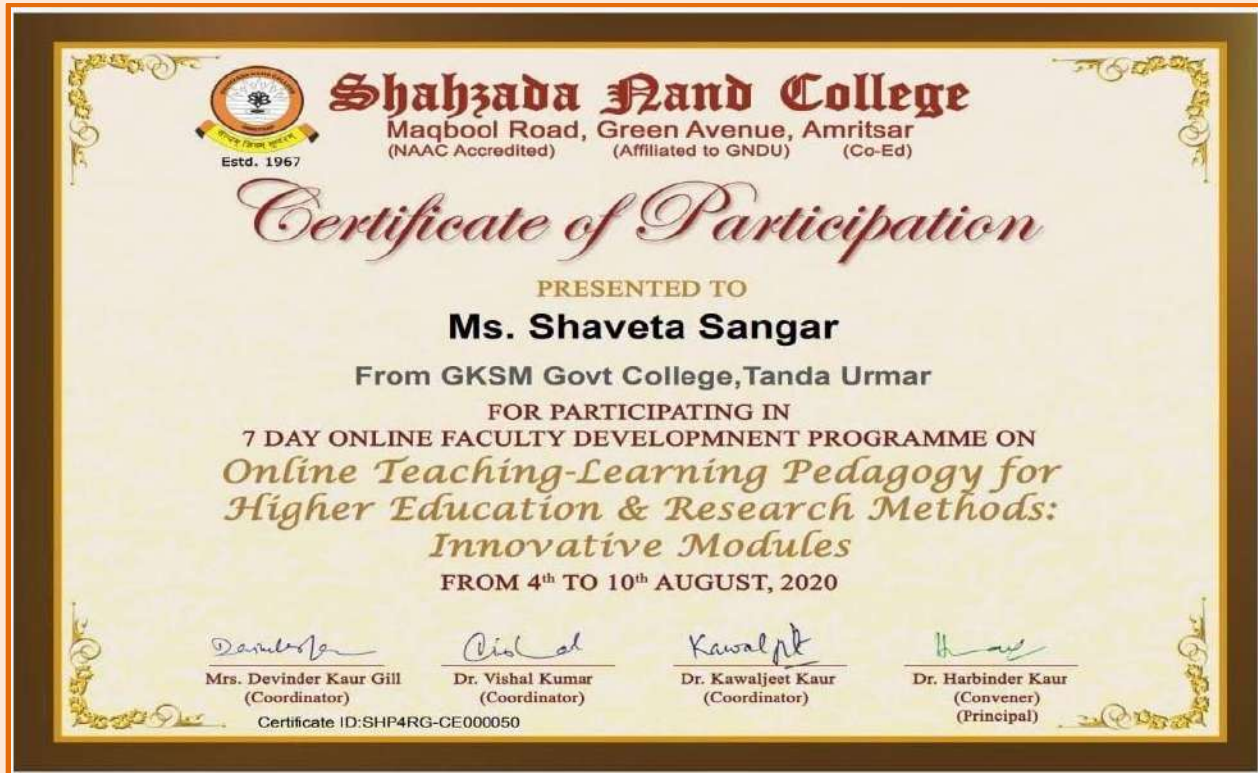 Shahzada Nand College
Maqbool Road, Green Avenue, Amritsar
(NAAC Accredited) (Affiliated to GNDU) (Co-Ed)
Estd. 1967
Certificate of Participation
PRESENTED TO
Ms. Shaveta Sangar
From GKSM Govt College,Tanda Urmar
FOR PARTICIPATING IN
7 DAY ONLINE FACULTY DEVELOPMNENT PROGRAMME ON
Online Teaching-Learning Pedagogy for
Higher Education & Research Methods:
Innovative Modules
FROM 4th TO 10th AUGUST, 2020
Mrs. Devinder Kaur Gill
(Coordinator)
Dr. Vishal Kumar
(Coordinator)
Dr. Kawaljeet Kaur
(Coordinator)
Dr. Harbinder Kaur
(Convener)
(Principal)
Certificate ID:SHP4RG-CE000050